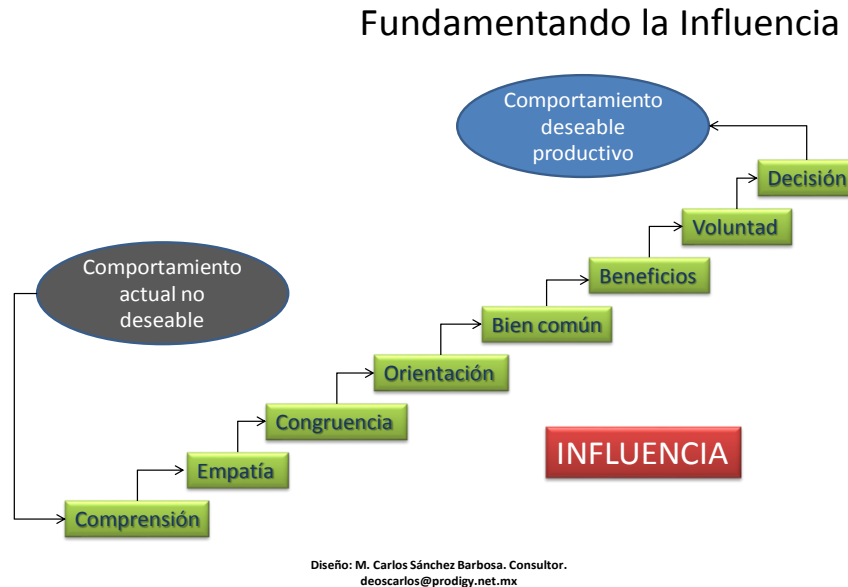 Fundamentando la Influencia
Comportamiento
deseable
productivo
Decisión
Voluntad
Beneficios
Bien común
Orientación
Congruencia
Empatía
Comprensión
Comportamiento
actual no
deseable
INFLUENCIA
Diseño: M. Carlos Sánchez Barbosa. Consultor.
deoscarlos@prodigy.net.mx